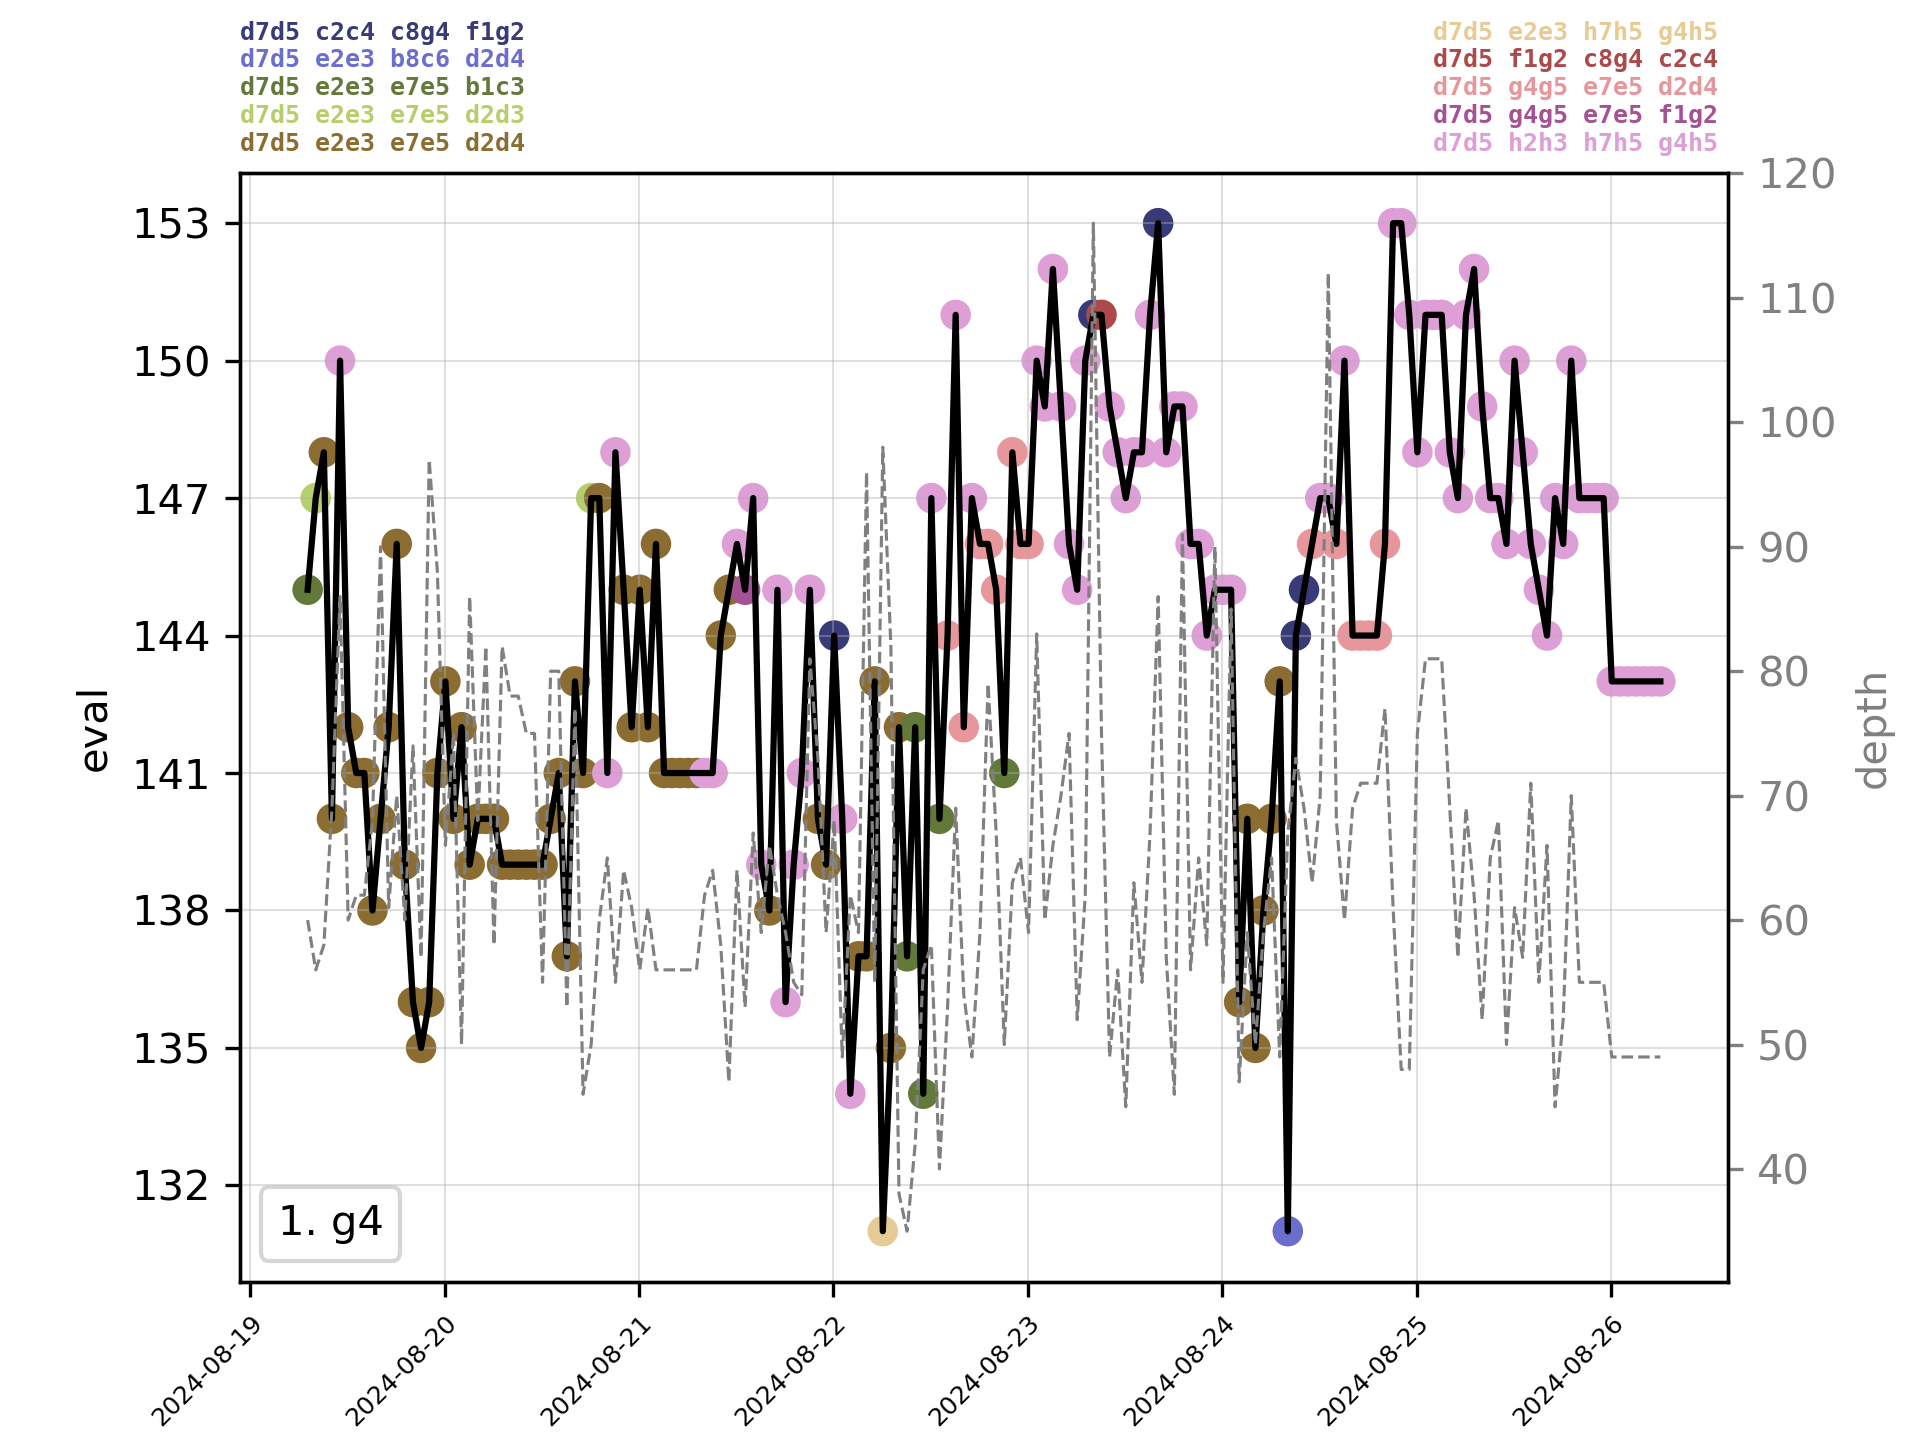 d7d5 c2c4 c8g4 f1g2
d7d5 e2e3 b8c6 d2d4
d7d5 e2e3 e7e5 b1c3
d7d5 e2e3 e7e5 d2d3
d7d5 e2e3 e7e5 d2d4
d7d5 e2e3 h7h5 g4h5
d7d5 f1g2 c8g4 c2c4
d7d5 g4g5 e7e5 d2d4
d7d5 g4g5 e7e5 f1g2
d7d5 h2h3 h7h5 g4h5
eval
153
150
147
144
141
138
135
132
1. g4
120
110
100
90
80
70
60
50
40
depth
2024-08-19
2024-08-20
2024-08-21
2024-08-22
2024-08-23
2024-08-24
2024-08-25
2024-08-26